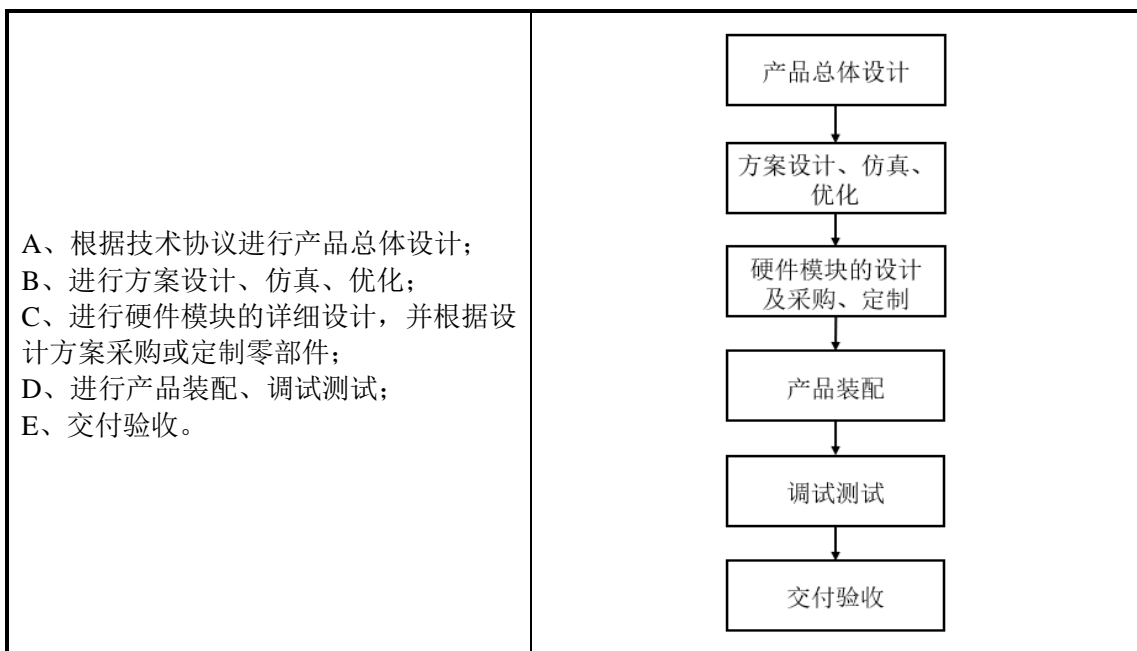 A、根据技术协议进行产品总体设计；
B、进行方案设计、仿真、优化；
C、进行硬件模块的详细设计，并根据设
计方案采购或定制零部件；
D、进行产品装配、调试测试；
E、交付验收。
产品总体设计
方案设计、仿真、
优化
硬件模块的设计
及采购、定制
产品装配
调试测试
交付验收